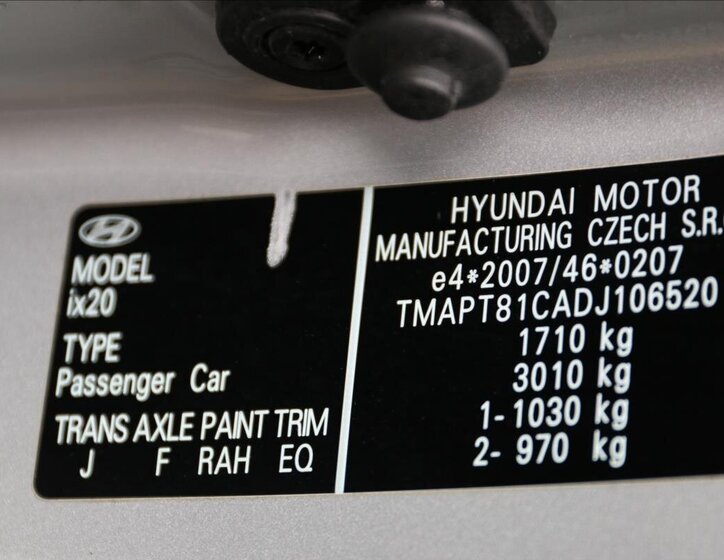 MODEL
ix20
TYPE
Passenger Car
TRANS AXLE PAINT TRIM
J F RAH EQ
HYUNDAI MOTOR
MANUFACTURING CZECH S.R.
e4*2007/46*0207
TMAPT81CADJ106520
1710 kg
3010 kg
1- 1030 kg
2- 970 kg